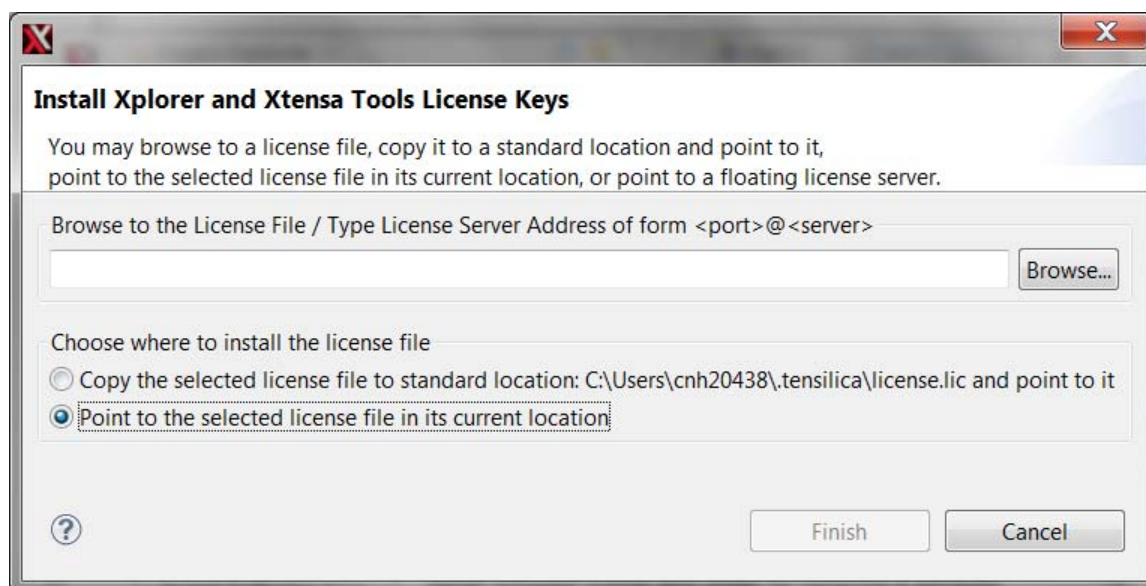 Install Xplorer and Xtensa Tools License Keys
You may browse to a license file, copy it to a standard location and point to it,
point to the selected license file in its current location, or point to a floating license server.
Browse to the License File / Type License Server Address of form <port>@<server>
Browse...
Choose where to install the license file
Copy the selected license file to standard location: C:\Users\cnh20438\.tensilica\license.lic and point to it
Point to the selected license file in its current location
?
Finish
Cancel